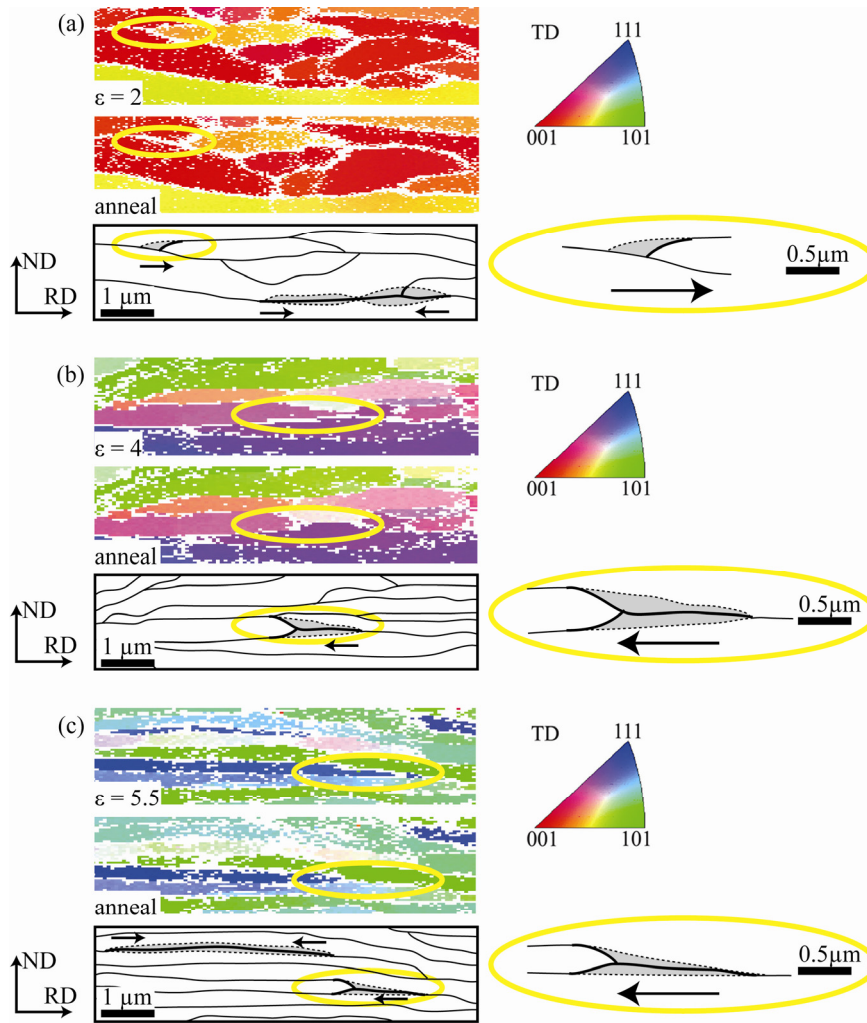 (a)
ε = 2
anneal
TD
111
001
101
ND
RD
1 µm
0.5µm
(b)
ε = 4
anneal
TD
111
001
101
ND
RD
1 µm
0.5µm
(c)
ε = 5.5
anneal
TD
111
001
101
ND
RD
1 µm
0.5µm